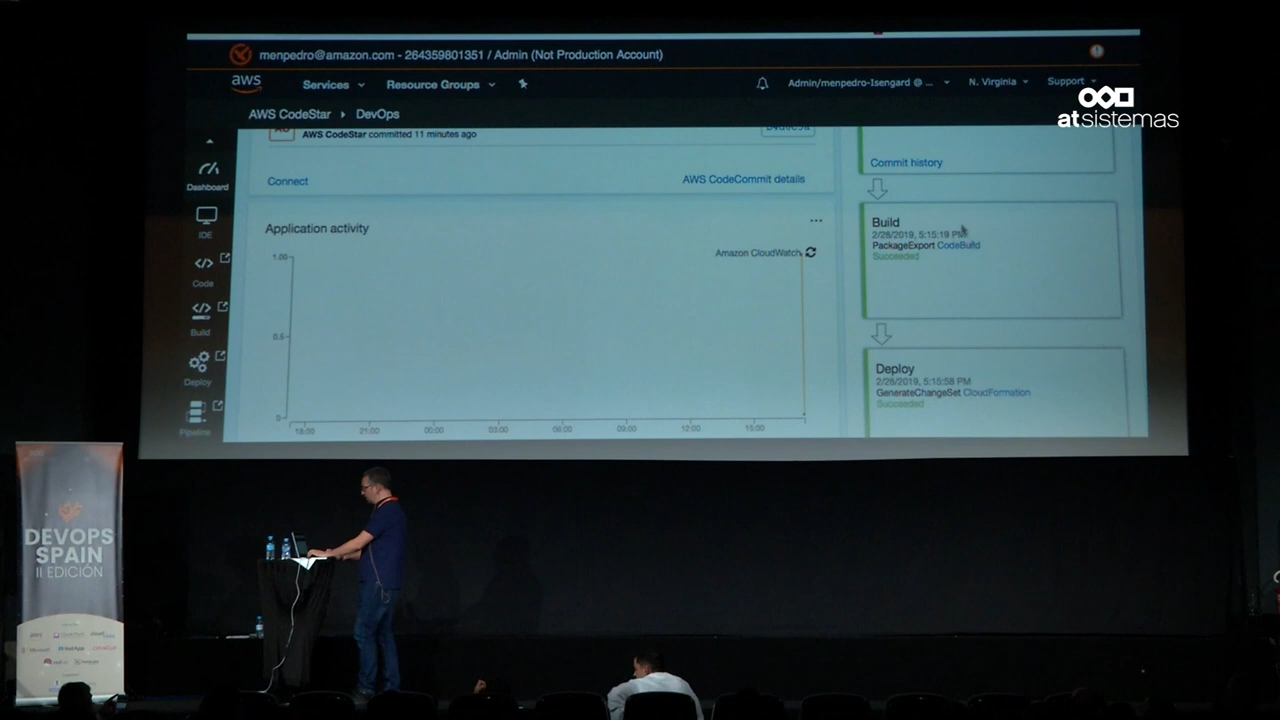 menpedro@amazon.com - 264359801351 / Admin (Not Production Account)
aws
Services
Resource Groups
Admin/menpedro-Isengard @ ...
N. Virginia
Support
atsistemas
AWS CodeStar
DevOps
AWS CodeStar committed 11 minutes ago
Connect
AWS CodeCommit details
Commit history
Dashboard
IDE
Code
Build
Deploy
Pipeline
Application activity
...
Amazon CloudWatch
1.00
0.5
0
18:00
21:00
00:00
03:00
06:00
09:00
12:00
15:00
Build
2/28/2019, 5:15:19 PM
PackageExport CodeBuild
Succeeded
Deploy
2/28/2019, 5:15:58 PM
GenerateChangeSet CloudFormation
Succeeded
DEVOPS
SPAIN
II EDICIÓN